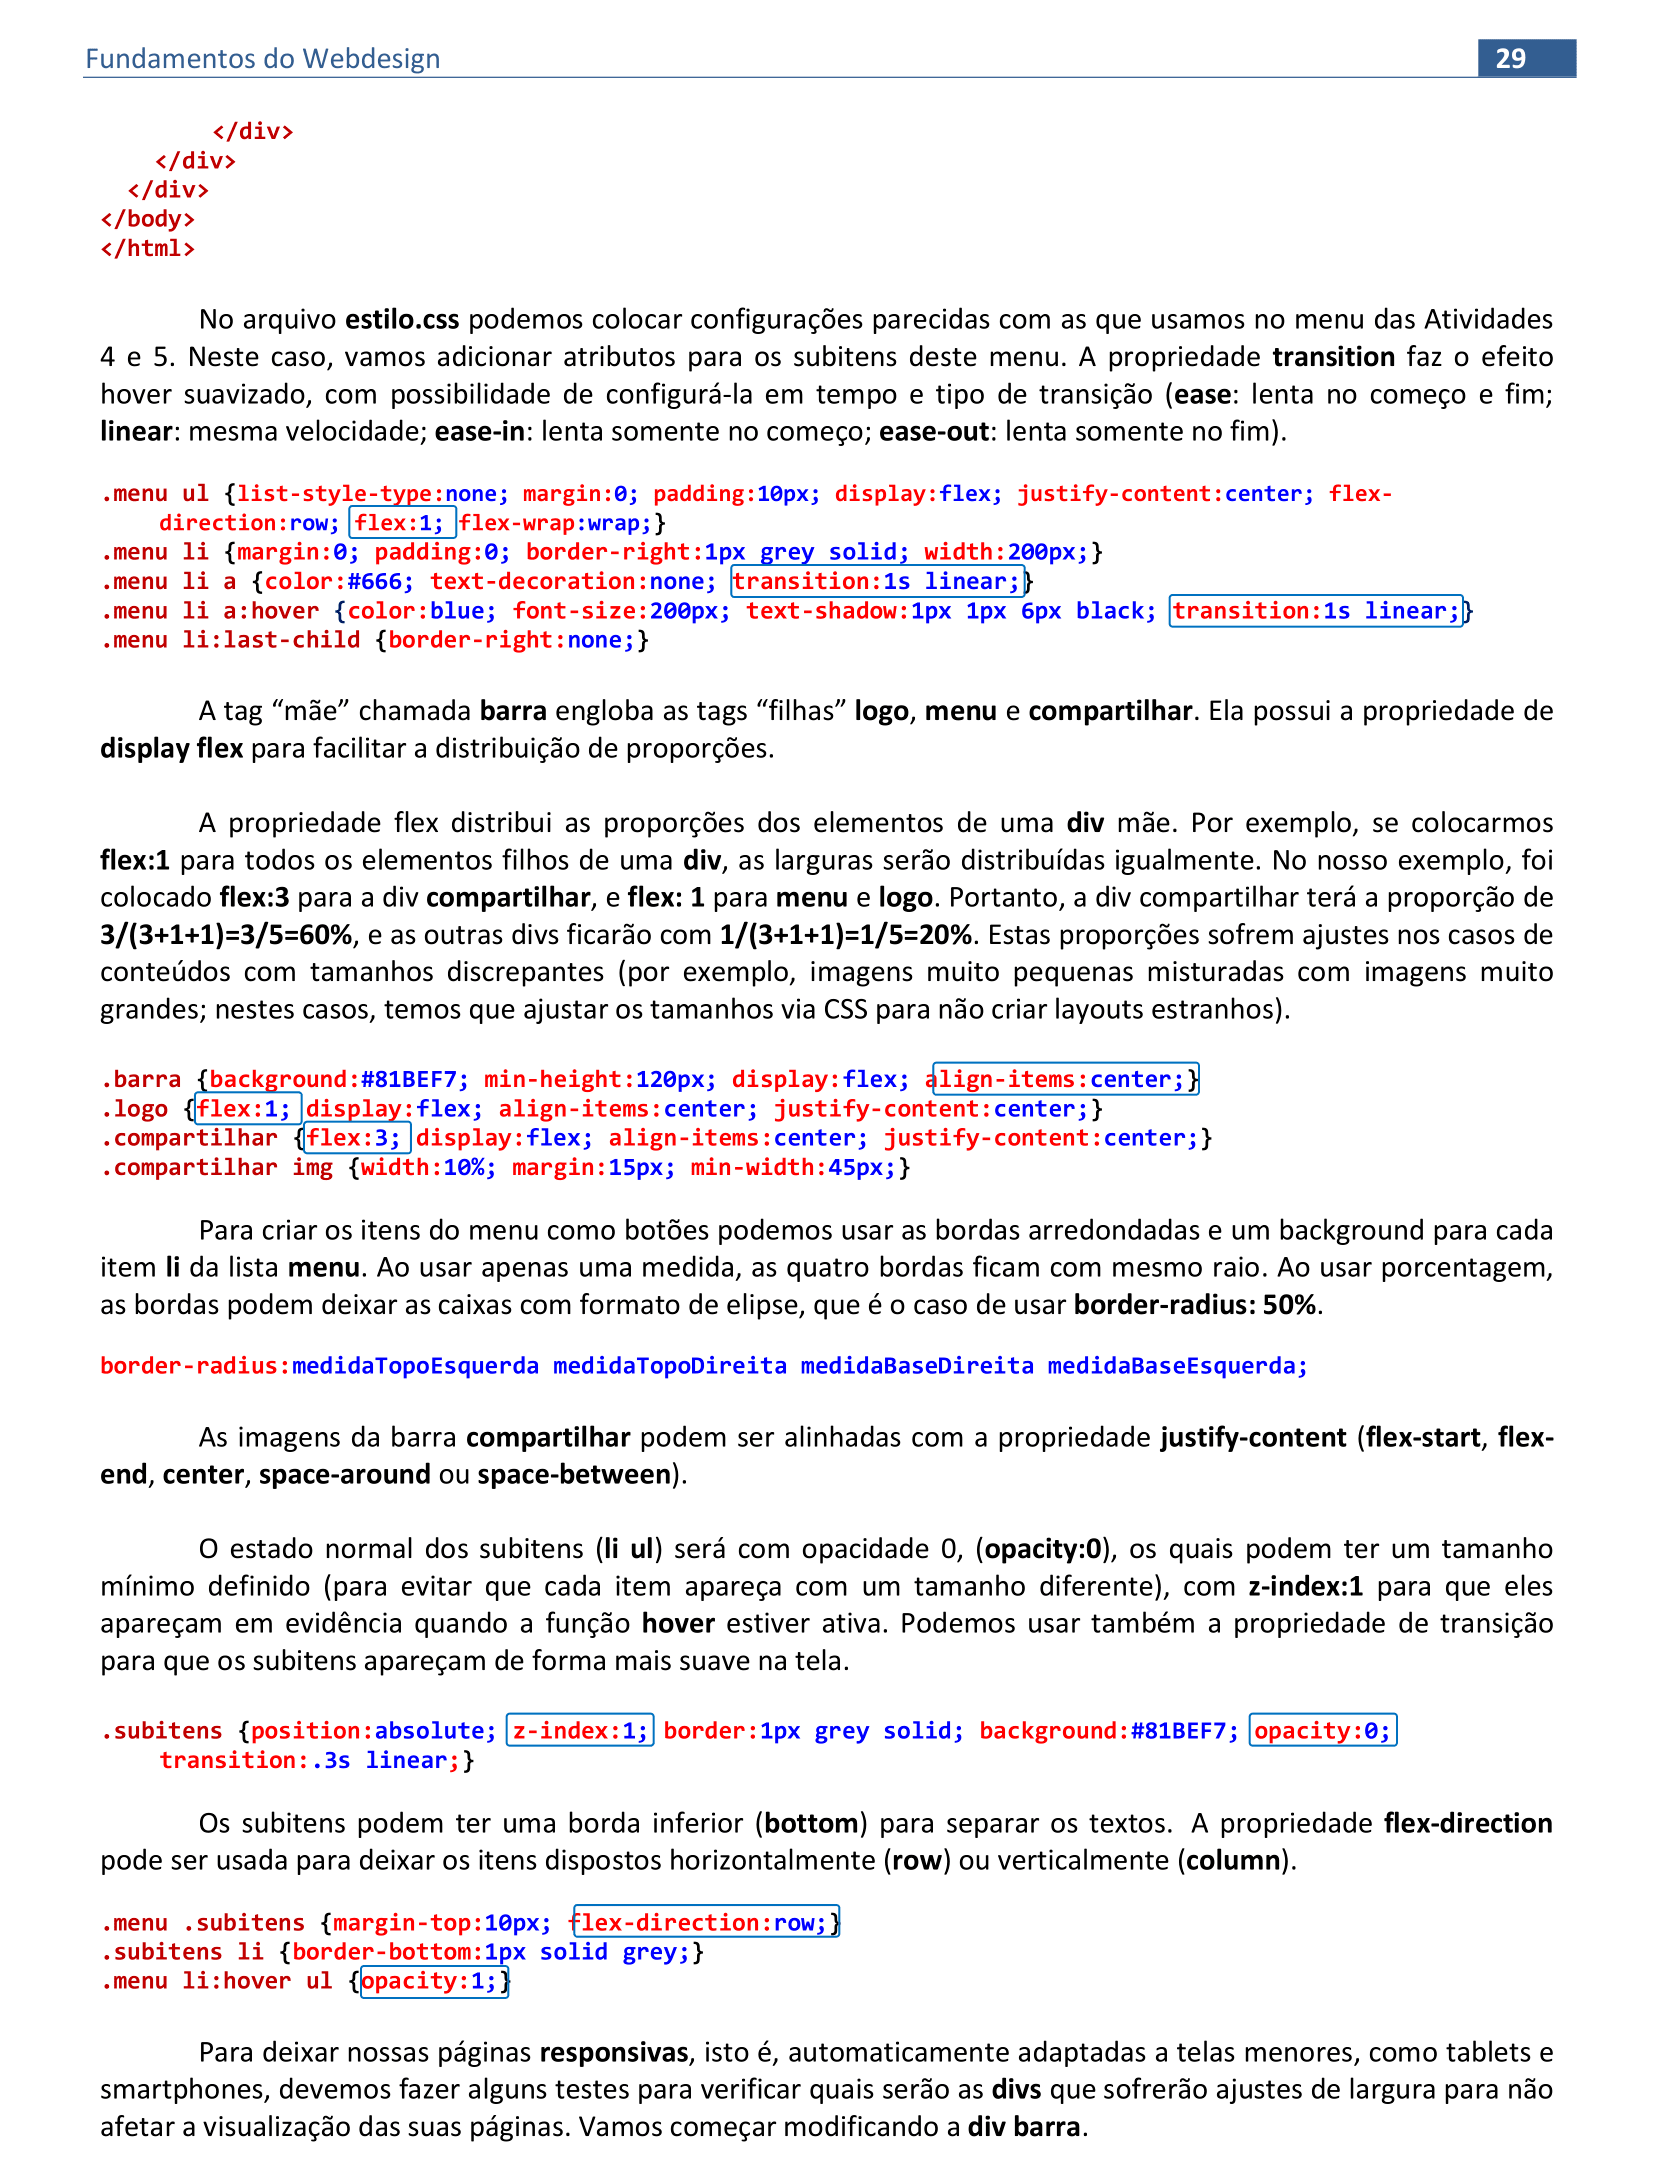 Fundamentos do Webdesign 29
</div>
</div>
</div>
</body>
</html>
No arquivo estilo.css podemos colocar configurações parecidas com as que usamos no menu das Atividades
4 e 5. Neste caso, vamos adicionar atributos para os subitens deste menu. A propriedade transition faz o efeito
hover suavizado, com possibilidade de configurá-la em tempo e tipo de transição (ease: lenta no começo e fim;
linear: mesma velocidade; ease-in: lenta somente no começo; ease-out: lenta somente no fim).
.menu ul {list-style-type:none; margin:0; padding:10px; display:flex; justify-content:center; flex-
direction:row; flex:1; flex-wrap:wrap;}
.menu li {margin:0; padding:0; border-right:1px grey solid; width:200px;}
.menu li a {color:#666; text-decoration:none; transition:1s linear;}
.menu li a:hover {color:blue; font-size:200px; text-shadow:1px 1px 6px black; transition:1s linear;}
.menu li:last-child {border-right:none;}
A tag “mãe” chamada barra engloba as tags “filhas” logo, menu e compartilhar. Ela possui a propriedade de
display flex para facilitar a distribuição de proporções.
A propriedade flex distribui as proporções dos elementos de uma div mãe. Por exemplo, se colocarmos
flex:1 para todos os elementos filhos de uma div, as larguras serão distribuídas igualmente. No nosso exemplo, foi
colocado flex:3 para a div compartilhar, e flex: 1 para menu e logo. Portanto, a div compartilhar terá a proporção de
3/(3+1+1)=3/5=60%, e as outras divs ficarão com 1/(3+1+1)=1/5=20%. Estas proporções sofrem ajustes nos casos de
conteúdos com tamanhos discrepantes (por exemplo, imagens muito pequenas misturadas com imagens muito
grandes; nestes casos, temos que ajustar os tamanhos via CSS para não criar layouts estranhos).
.barra {background:#81BEF7; min-height:120px; display:flex; align-items:center;}
.logo {flex:1; display:flex; align-items:center; justify-content:center;}
.compartilhar {flex:3; display:flex; align-items:center; justify-content:center;}
.compartilhar img {width:10%; margin:15px; min-width:45px;}
Para criar os itens do menu como botões podemos usar as bordas arredondadas e um background para cada
item li da lista menu. Ao usar apenas uma medida, as quatro bordas ficam com mesmo raio. Ao usar porcentagem,
as bordas podem deixar as caixas com formato de elipse, que é o caso de usar border-radius: 50%.
border-radius:medidaTopoEsquerda medidaTopoDireita medidaBaseDireita medidaBaseEsquerda;
As imagens da barra compartilhar podem ser alinhadas com a propriedade justify-content (flex-start, flex-
end, center, space-around ou space-between).
O estado normal dos subitens (li ul) será com opacidade 0, (opacity:0), os quais podem ter um tamanho
mínimo definido (para evitar que cada item apareça com um tamanho diferente), com z-index:1 para que eles
apareçam em evidência quando a função hover estiver ativa. Podemos usar também a propriedade de transição
para que os subitens apareçam de forma mais suave na tela.
.subitens {position:absolute; z-index:1; border:1px grey solid; background:#81BEF7; opacity:0;
transition:.3s linear;}
Os subitens podem ter uma borda inferior (bottom) para separar os textos. A propriedade flex-direction
pode ser usada para deixar os itens dispostos horizontalmente (row) ou verticalmente (column).
.menu .subitens {margin-top:10px; flex-direction:row;}
.subitens li {border-bottom:1px solid grey;}
.menu li:hover ul {opacity:1;}
Para deixar nossas páginas responsivas, isto é, automaticamente adaptadas a telas menores, como tablets e
smartphones, devemos fazer alguns testes para verificar quais serão as divs que sofrerão ajustes de largura para não
afetar a visualização das suas páginas. Vamos começar modificando a div barra.